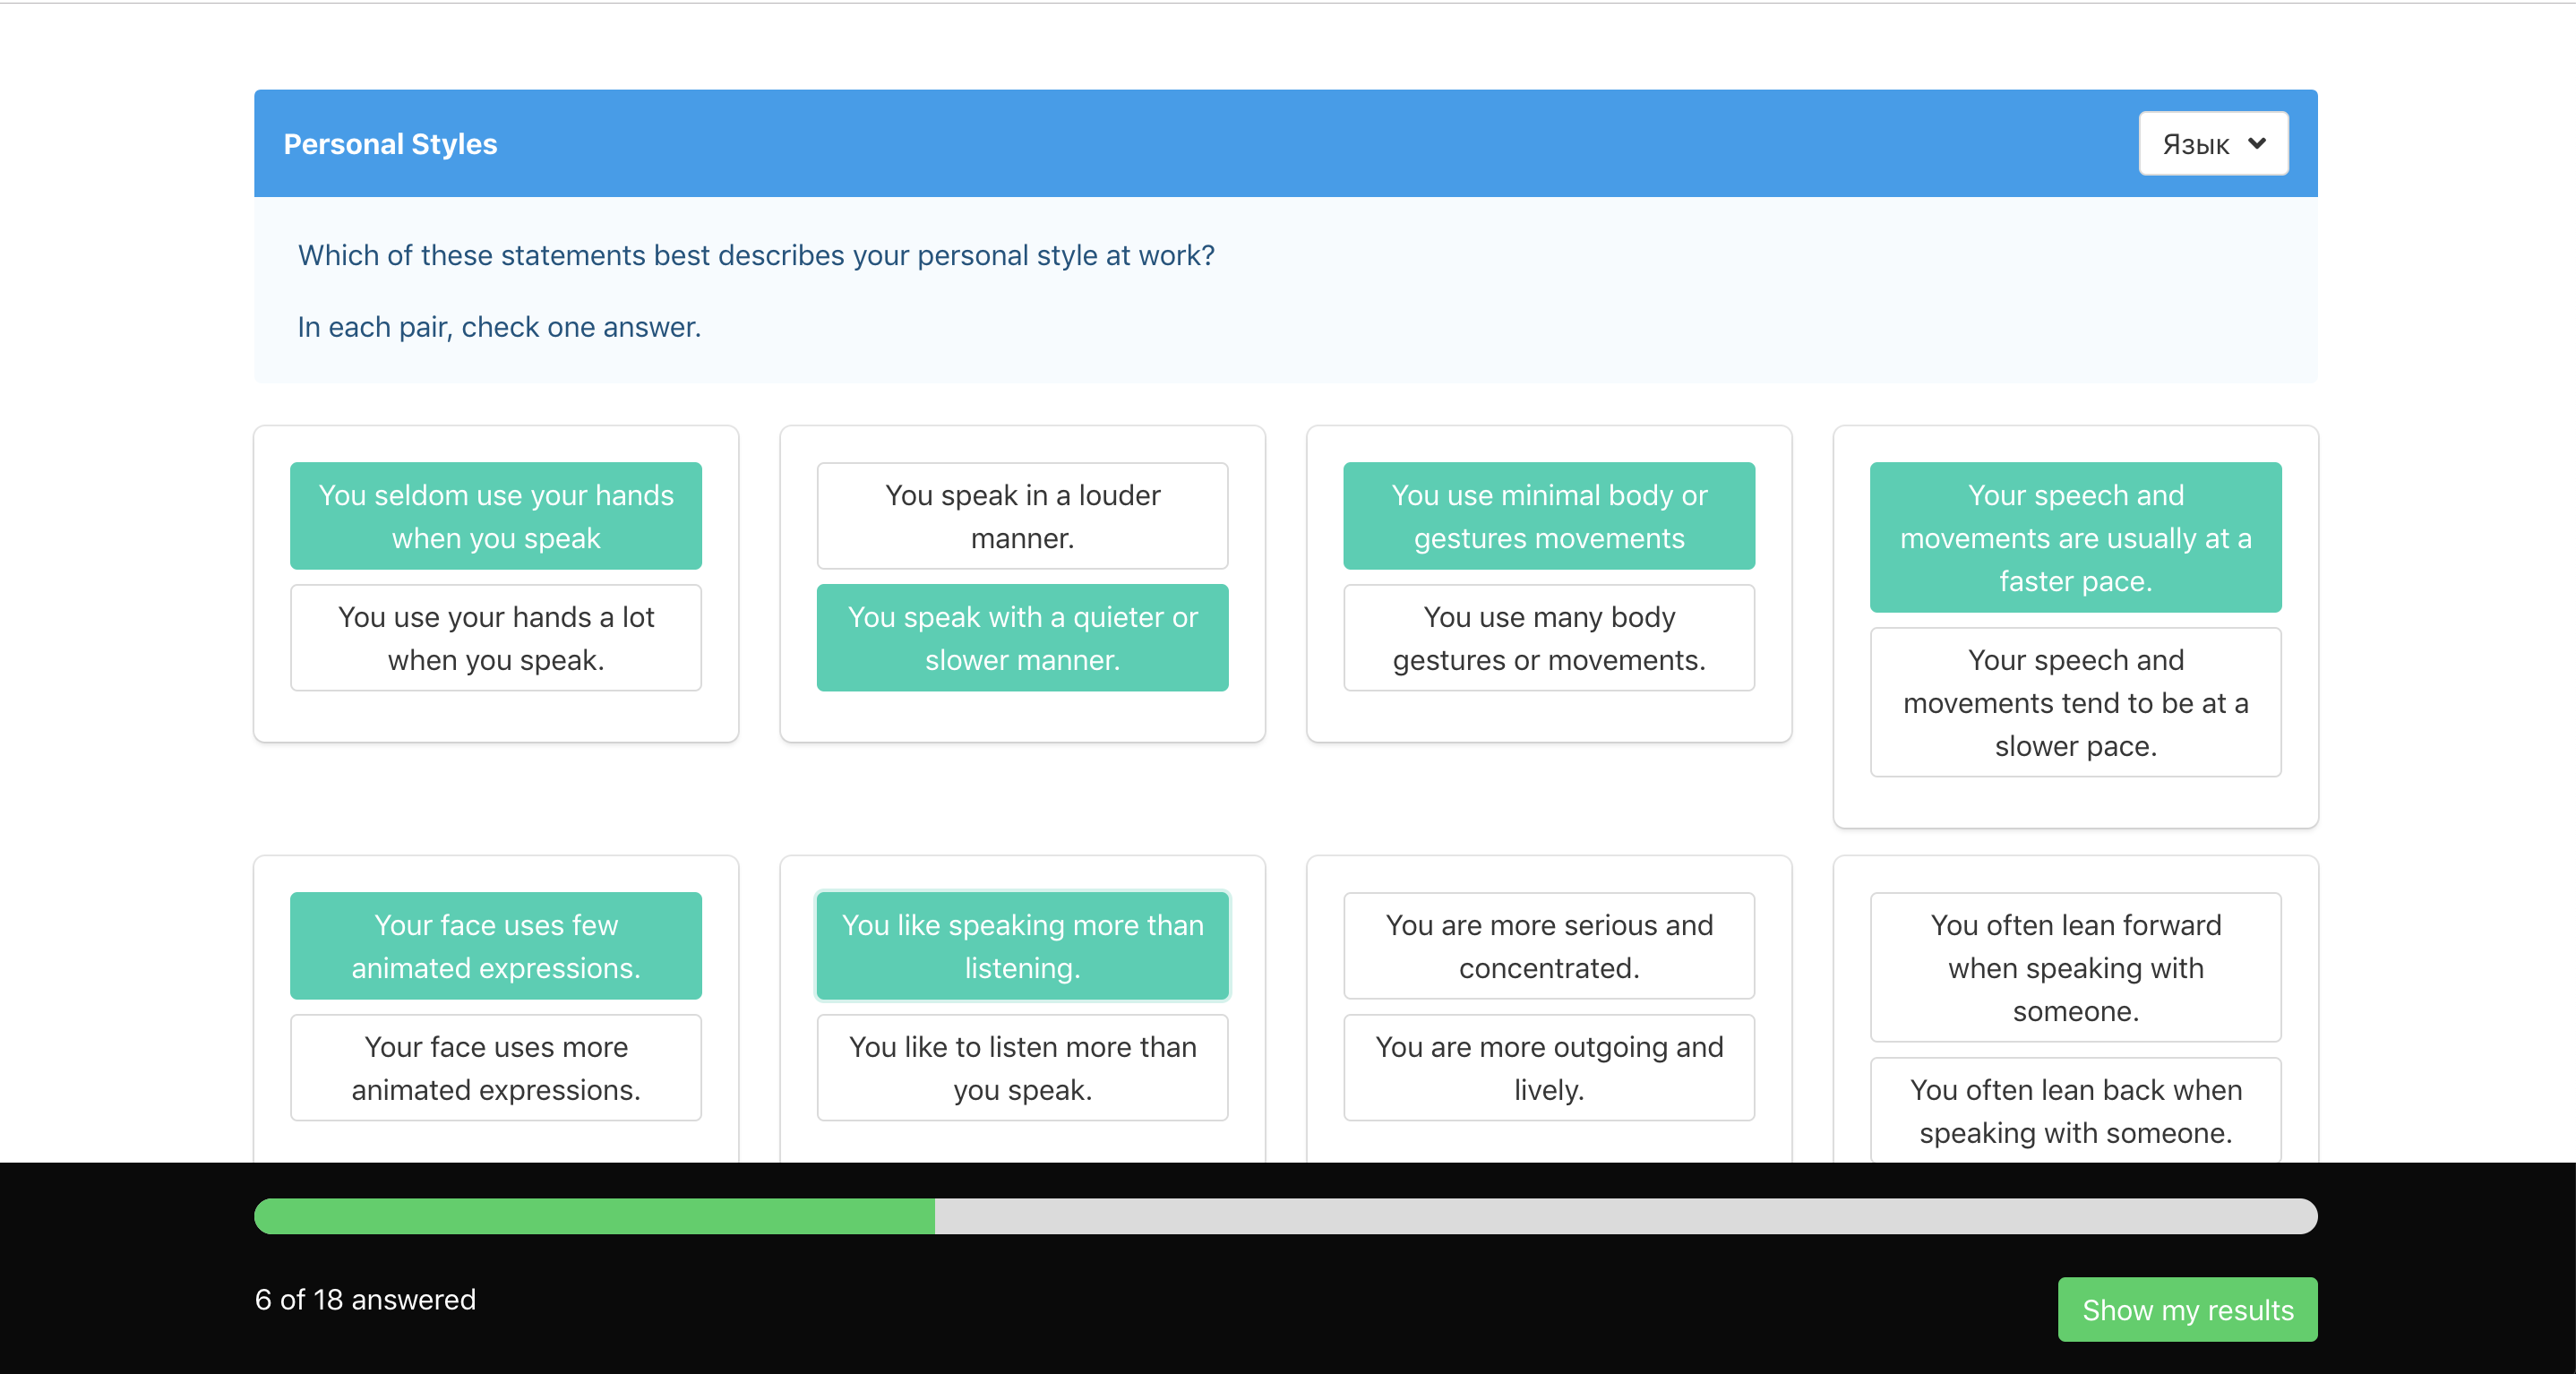 Personal Styles
Язык
Which of these statements best describes your personal style at work?
In each pair, check one answer.
You seldom use your hands
when you speak
You use your hands a lot
when you speak.
You speak in a louder
manner.
You speak with a quieter or
slower manner.
You use minimal body or
gestures movements
You use many body
gestures or movements.
Your speech and
movements are usually at a
faster pace.
Your speech and
movements tend to be at a
slower pace.
Your face uses few
animated expressions.
Your face uses more
animated expressions.
You like speaking more than
listening.
You like to listen more than
you speak.
You are more serious and
concentrated.
You are more outgoing and
lively.
You often lean forward
when speaking with
someone.
You often lean back when
speaking with someone.
6 of 18 answered
Show my results